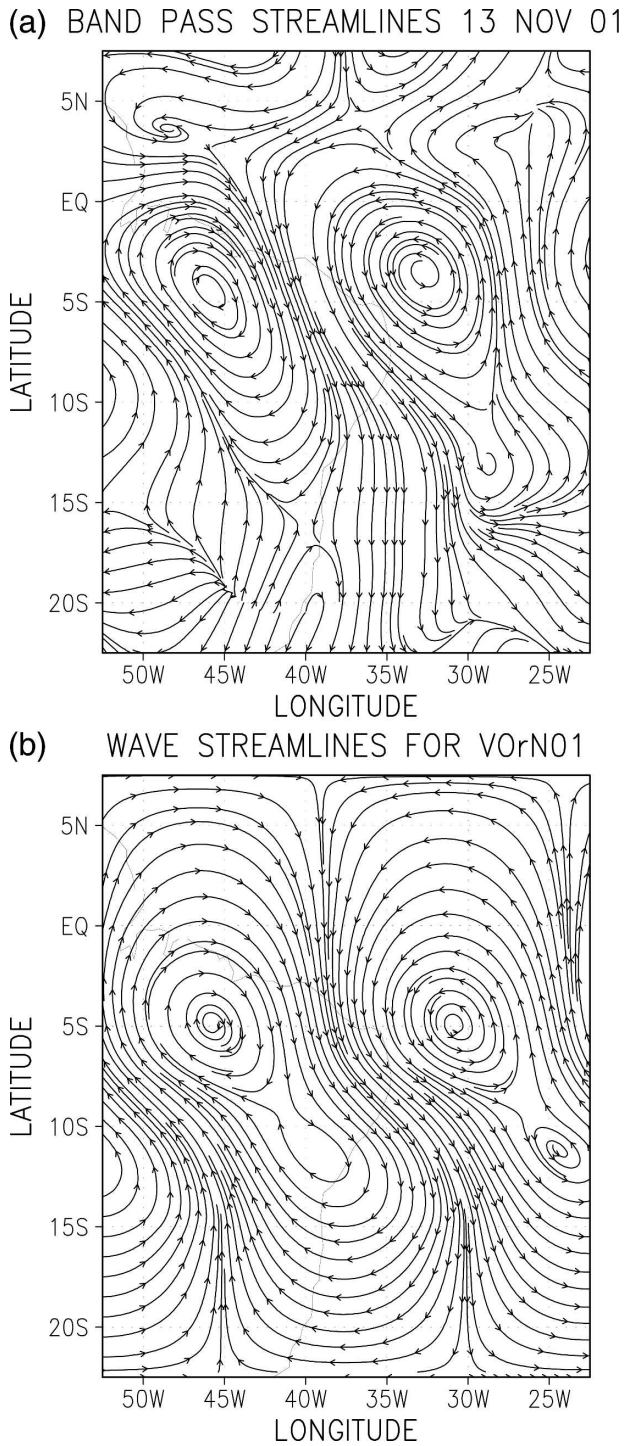 (a) BAND PASS STREAMLINES 13 NOV 01
5N
EQ
5S
10S
15S
20S
LATITUDE
50W 45W 40W 35W 30W 25W
LONGITUDE
(b) WAVE STREAMLINES FOR VOrN01
5N
EQ
5S
10S
15S
20S
LATITUDE
50W 45W 40W 35W 30W 25W
LONGITUDE